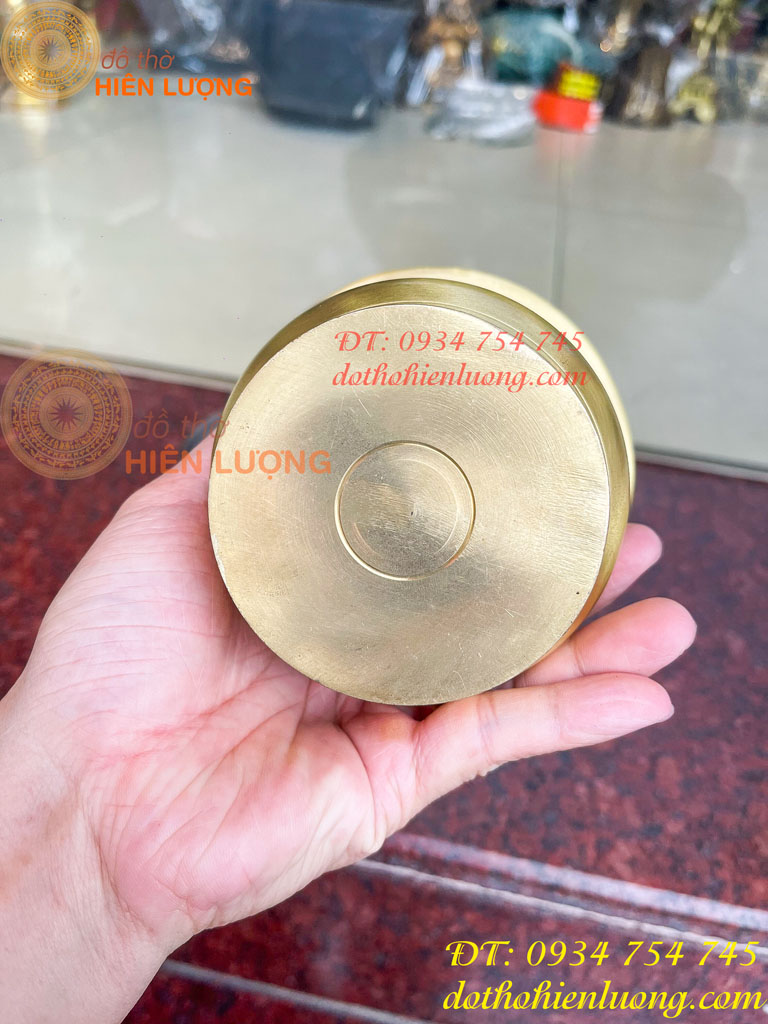 đồ thờ
HIÊN LƯỢNG
ĐT: 0934 754 745
dothohienluong.com
đồ thờ
HIÊN LƯỢNG
ĐT: 0934 754 745
dothohienluong.com